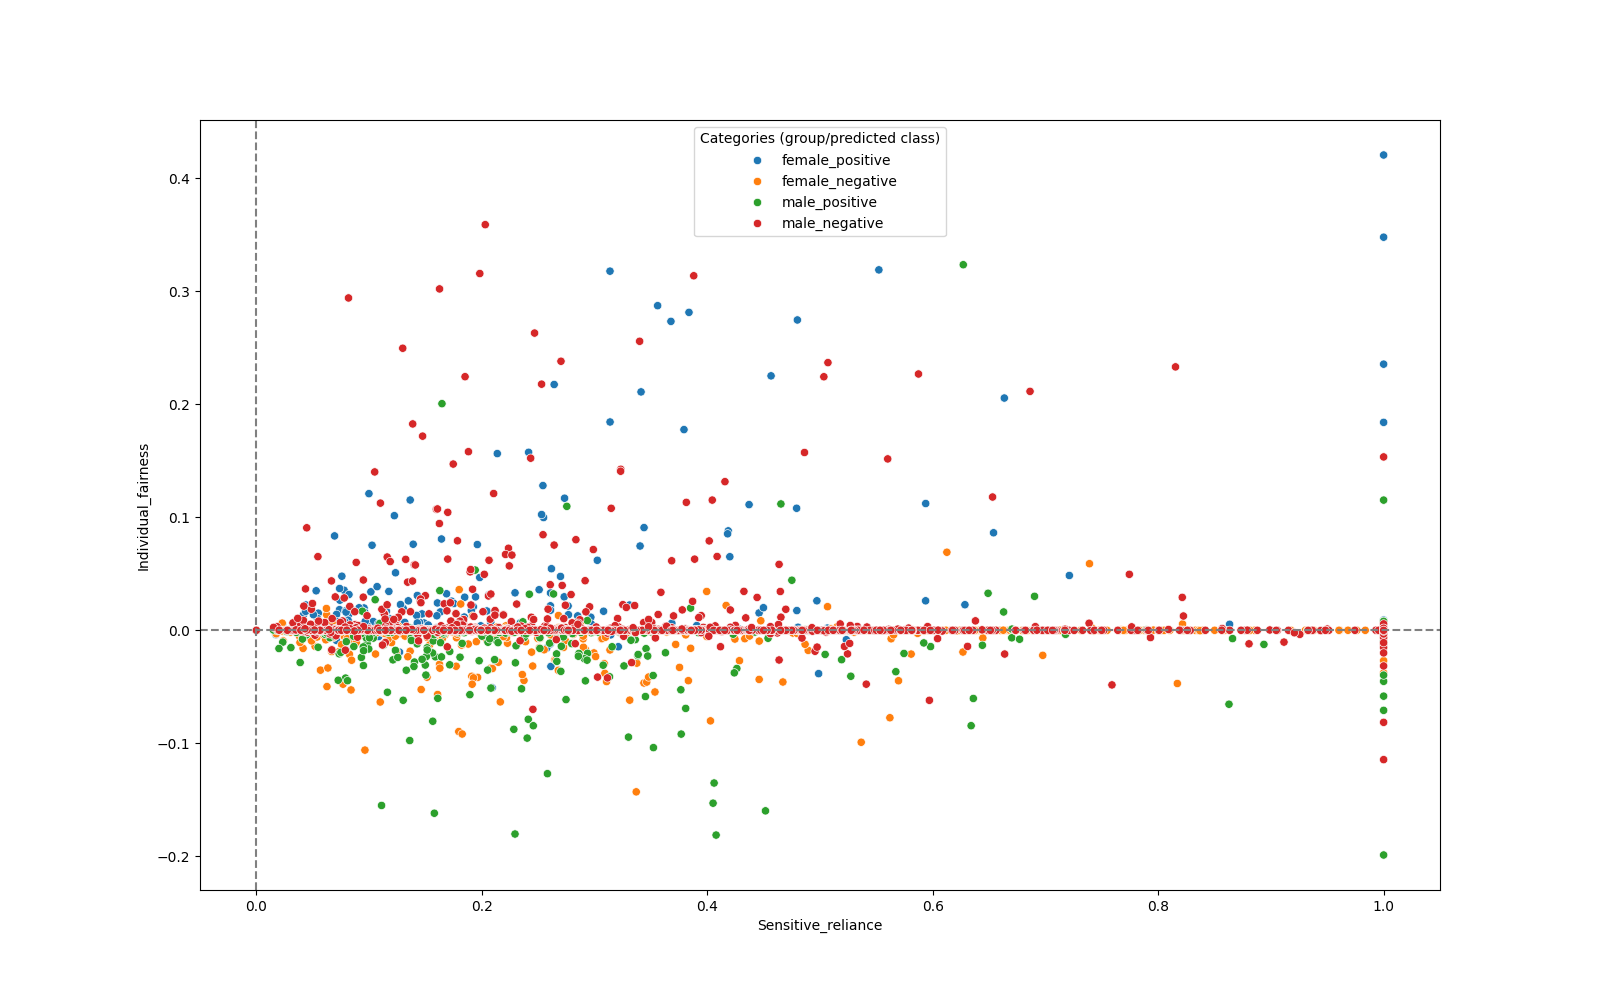 Categories (group/predicted class)
female_positive
female_negative
male_positive
male_negative
0.4
0.3
0.2
0.1
0.0
−0.1
−0.2
Individual_fairness
0.0 0.2 0.4 0.6 0.8 1.0
Sensitive_reliance